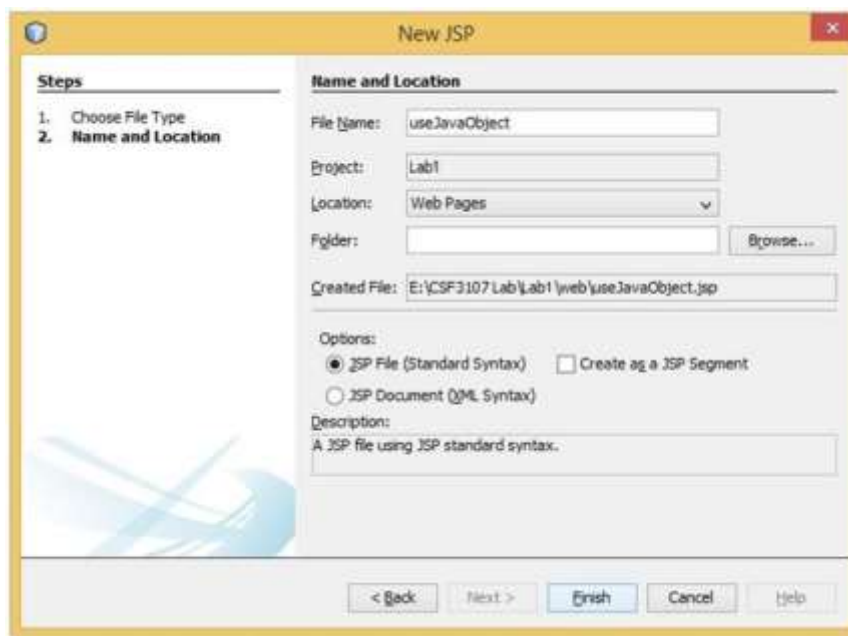 New JSP
Steps
1. Choose File Type
2. Name and Location
Name and Location
File Name: useJavaObject
Project: Lab1
Location: Web Pages
Folder: Browse...
Created File: E:\CSF3107 Lab\Lab1\web\useJavaObject.jsp
Options:
JSP File (Standard Syntax) Create as a JSP Segment
JSP Document (XML Syntax)
Description:
A JSP file using JSP standard syntax.
< Back Next > Finish Cancel Help